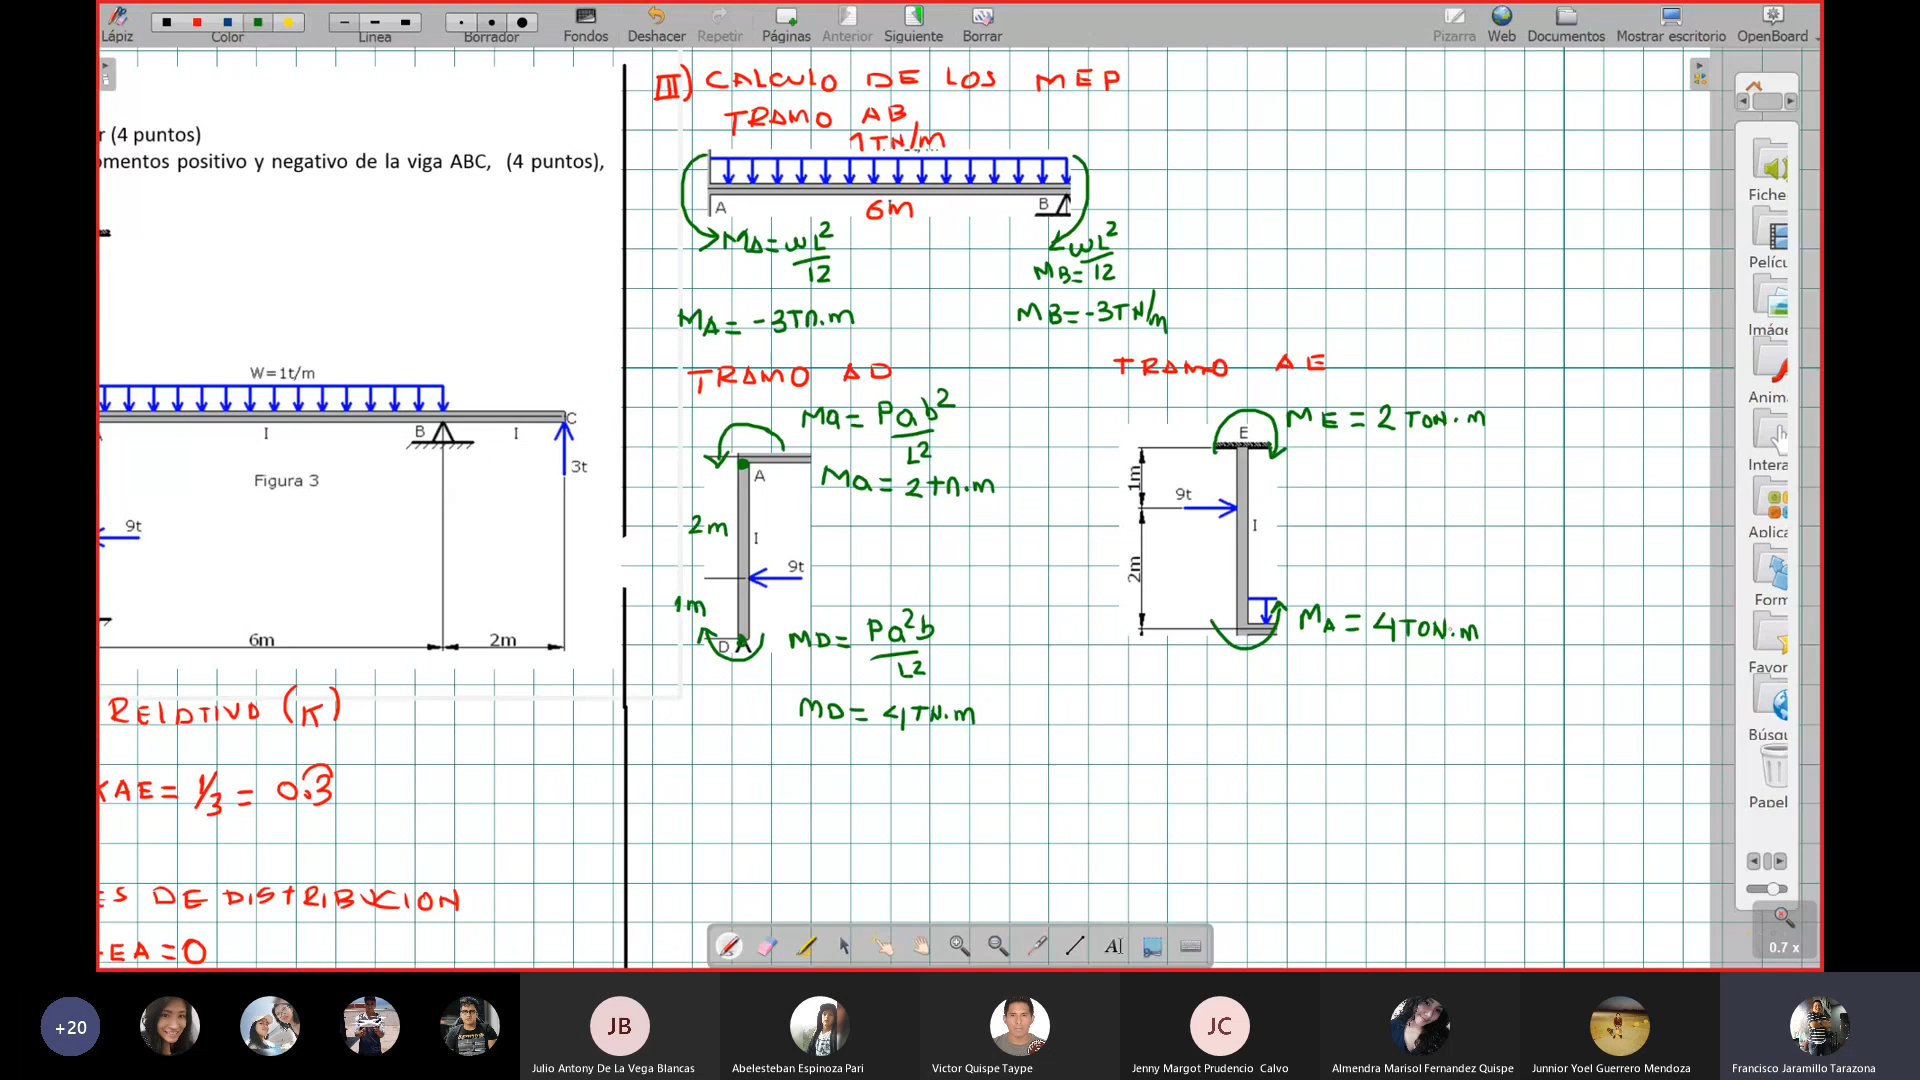 Lápiz
Color
Linea
Borrador
Fondos
Deshacer
Repetir
Páginas
Anterior
Siguiente
Borrar
Pizarra
Web
Documentos
Mostrar escritorio
OpenBoard
r (4 puntos)
omentos positivo y negativo de la viga ABC, (4 puntos),
W=1t/m
I
B
I
C
3t
Figura 3
9t
6m
2m
RELATIVO (K)
KAE = 1/3 = 0.3
ES DE DISTRIBUCION
EA = 0
III) CALCULO DE LOS MEP
TRAMO AB
1TN/m
A
6m
B
MA = wL²/12
MB = wL²/12
MA = -3Tn.m
MB = -3TN/m
TRAMO AD
Ma = Pab²/L²
Ma = 2tn.m
A
2m
I
9t
1m
D
MD = Pa²b/L²
MD = 4TN.m
TRAMO AE
ME = 2 TON.m
E
1m
9t
I
2m
MA = 4TON.m
Fiche
Pelícu
Imáge
Anima
Intera
Aplica
Form
Favor
Búsqu
Papel
0.7 x
+20
JB
Julio Antony De La Vega Blancas
Abelesteban Espinoza Pari
Victor Quispe Taype
JC
Jenny Margot Prudencio Calvo
Almendra Marisol Fernandez Quispe
Junnior Yoel Guerrero Mendoza
Francisco Jaramillo Tarazona